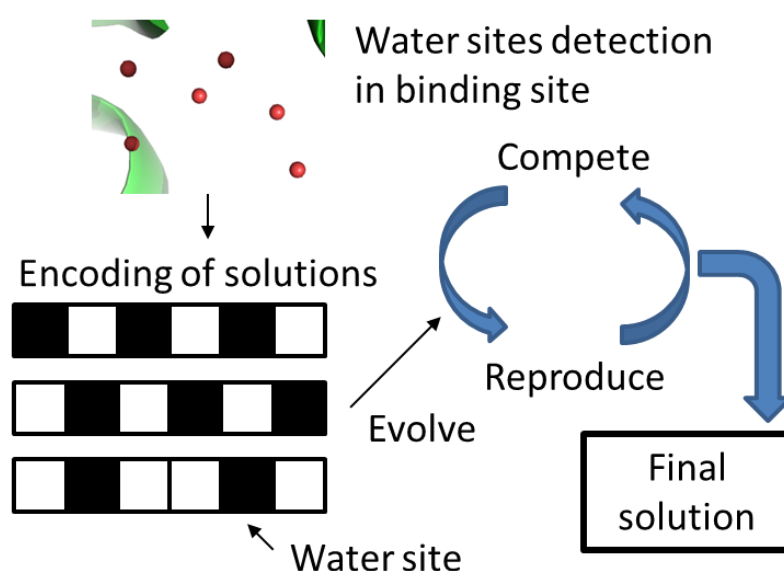 Water sites detection
in binding site
Compete
Encoding of solutions
Reproduce
Evolve
Final
solution
Water site